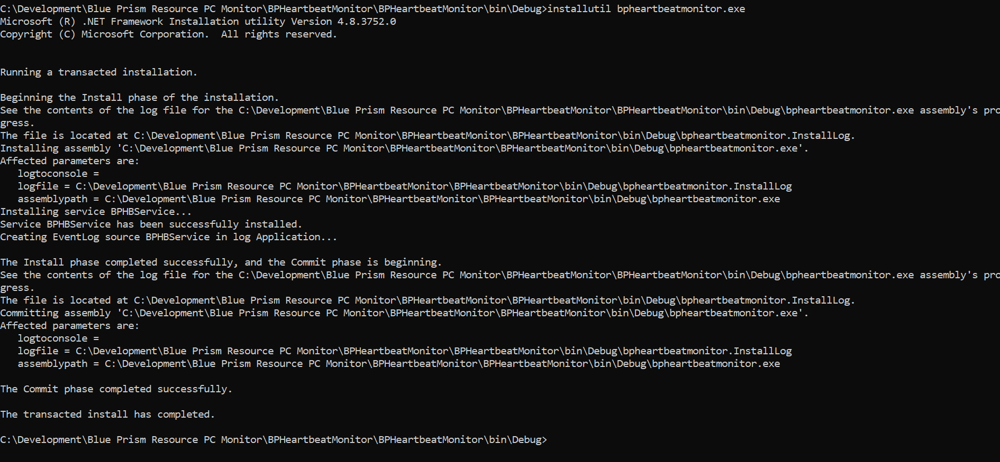 C:\Development\Blue Prism Resource PC Monitor\BPHeartbeatMonitor\BPHeartbeatMonitor\bin\Debug>installutil bpheartbeatmonitor.exe
Microsoft (R) .NET Framework Installation utility Version 4.8.3752.0
Copyright (C) Microsoft Corporation.  All rights reserved.
Running a transacted installation.
Beginning the Install phase of the installation.
See the contents of the log file for the C:\Development\Blue Prism Resource PC Monitor\BPHeartbeatMonitor\BPHeartbeatMonitor\bin\Debug\bpheartbeatmonitor.exe assembly's pro
gress.
The file is located at C:\Development\Blue Prism Resource PC Monitor\BPHeartbeatMonitor\BPHeartbeatMonitor\bin\Debug\bpheartbeatmonitor.InstallLog.
Installing assembly 'C:\Development\Blue Prism Resource PC Monitor\BPHeartbeatMonitor\BPHeartbeatMonitor\bin\Debug\bpheartbeatmonitor.exe'.
Affected parameters are:
   logtoconsole =
   logfile = C:\Development\Blue Prism Resource PC Monitor\BPHeartbeatMonitor\BPHeartbeatMonitor\bin\Debug\bpheartbeatmonitor.InstallLog
   assemblypath = C:\Development\Blue Prism Resource PC Monitor\BPHeartbeatMonitor\BPHeartbeatMonitor\bin\Debug\bpheartbeatmonitor.exe
Installing service BPHBService...
Service BPHBService has been successfully installed.
Creating EventLog source BPHBService in log Application...
The Install phase completed successfully, and the Commit phase is beginning.
See the contents of the log file for the C:\Development\Blue Prism Resource PC Monitor\BPHeartbeatMonitor\BPHeartbeatMonitor\bin\Debug\bpheartbeatmonitor.exe assembly's pro
gress.
The file is located at C:\Development\Blue Prism Resource PC Monitor\BPHeartbeatMonitor\BPHeartbeatMonitor\bin\Debug\bpheartbeatmonitor.InstallLog.
Committing assembly 'C:\Development\Blue Prism Resource PC Monitor\BPHeartbeatMonitor\BPHeartbeatMonitor\bin\Debug\bpheartbeatmonitor.exe'.
Affected parameters are:
   logtoconsole =
   logfile = C:\Development\Blue Prism Resource PC Monitor\BPHeartbeatMonitor\BPHeartbeatMonitor\bin\Debug\bpheartbeatmonitor.InstallLog
   assemblypath = C:\Development\Blue Prism Resource PC Monitor\BPHeartbeatMonitor\BPHeartbeatMonitor\bin\Debug\bpheartbeatmonitor.exe
The Commit phase completed successfully.
The transacted install has completed.
C:\Development\Blue Prism Resource PC Monitor\BPHeartbeatMonitor\BPHeartbeatMonitor\bin\Debug>